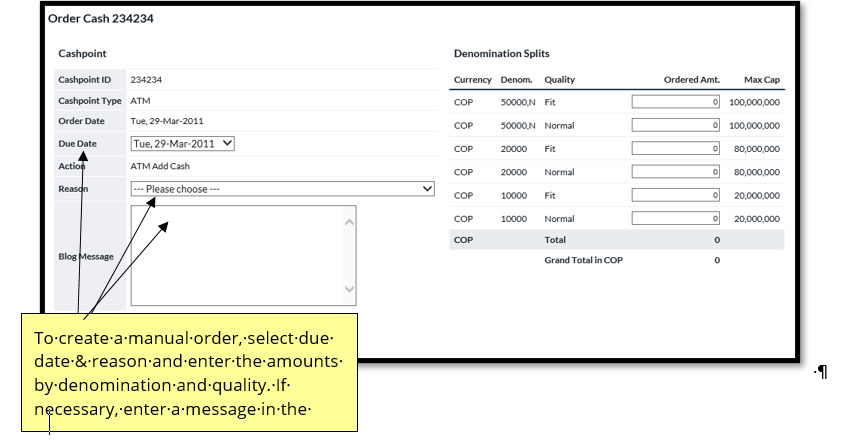 Order Cash 234234
Cashpoint
Cashpoint ID 234234
Cashpoint Type ATM
Order Date Tue, 29-Mar-2011
Due Date Tue, 29-Mar-2011
Action ATM Add Cash
Reason --- Please choose ---
Blog Message
Denomination Splits
Currency Denom. Quality Ordered Amt. Max Cap
COP 50000,N Fit 0 100,000,000
COP 50000,N Normal 0 100,000,000
COP 20000 Fit 0 80,000,000
COP 20000 Normal 0 80,000,000
COP 10000 Fit 0 20,000,000
COP 10000 Normal 0 20,000,000
COP Total 0
Grand Total in COP 0
To·create·a·manual·order,·select·due·
date·&·reason·and·enter·the·amounts·
by·denomination·and·quality.·If·
necessary,·enter·a·message·in·the·
·¶